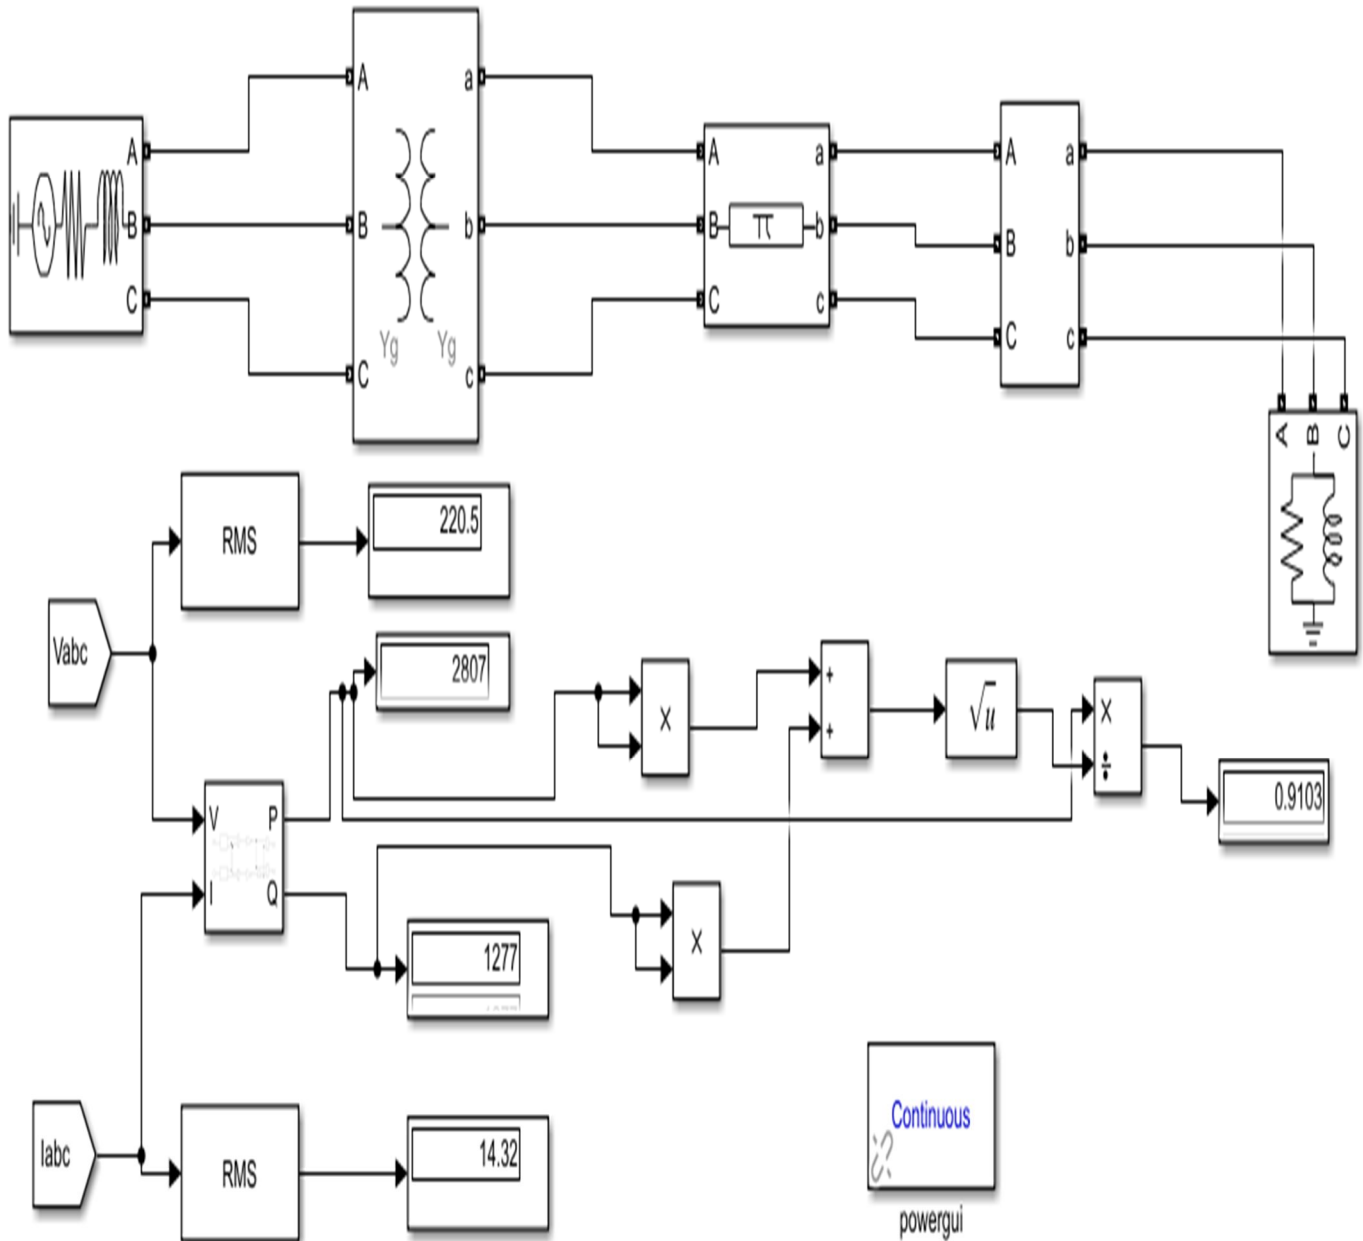 A
B
C
A
B
C
a
b
c
Yg
Yg
A
B
C
π
a
b
c
A
B
C
a
b
c
A
B
C
Vabc
RMS
220.5
2807
V
I
P
Q
1277
×
×
+
+
√u
×
÷
0.9103
Iabc
RMS
14.32
Continuous
powergui